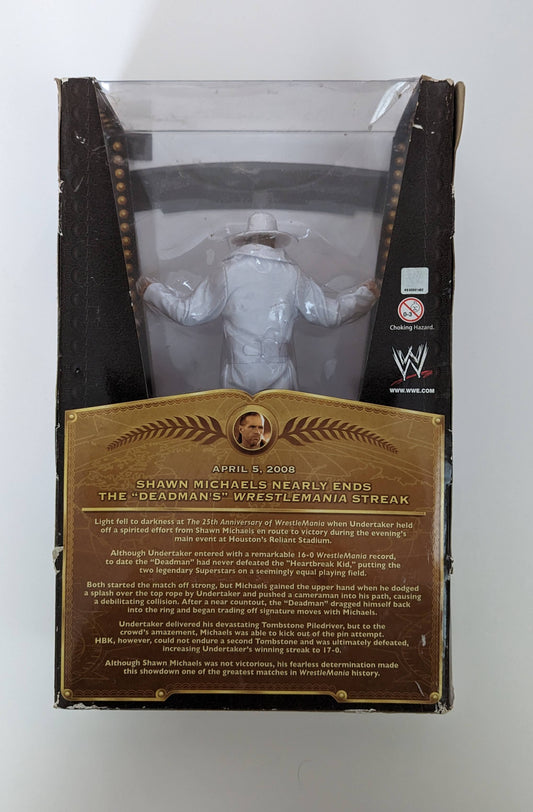 0-3
Choking Hazard.
W
WWW.WWE.COM
APRIL 5, 2008
SHAWN MICHAELS NEARLY ENDS
THE "DEADMAN'S" WRESTLEMANIA STREAK
Light fell to darkness at The 25th Anniversary of WrestleMania when Undertaker held
off a spirited effort from Shawn Michaels en route to victory during the evening's
main event at Houston's Reliant Stadium.
Although Undertaker entered with a remarkable 16-0 WrestleMania record,
to date the "Deadman" had never defeated the "Heartbreak Kid," putting the
two legendary Superstars on a seemingly equal playing field.
Both started the match off strong, but Michaels gained the upper hand when he dodged
a splash over the top rope by Undertaker and pushed a cameraman into his path, causing
a debilitating collision. After a near countout, the "Deadman" dragged himself back
into the ring and began trading off signature moves with Michaels.
Undertaker delivered his devastating Tombstone Piledriver, but to the
crowd's amazement, Michaels was able to kick out of the pin attempt.
HBK, however, could not endure a second Tombstone and was ultimately defeated,
increasing Undertaker's winning streak to 17-0.
Although Shawn Michaels was not victorious, his fearless determination made
this showdown one of the greatest matches in WrestleMania history.